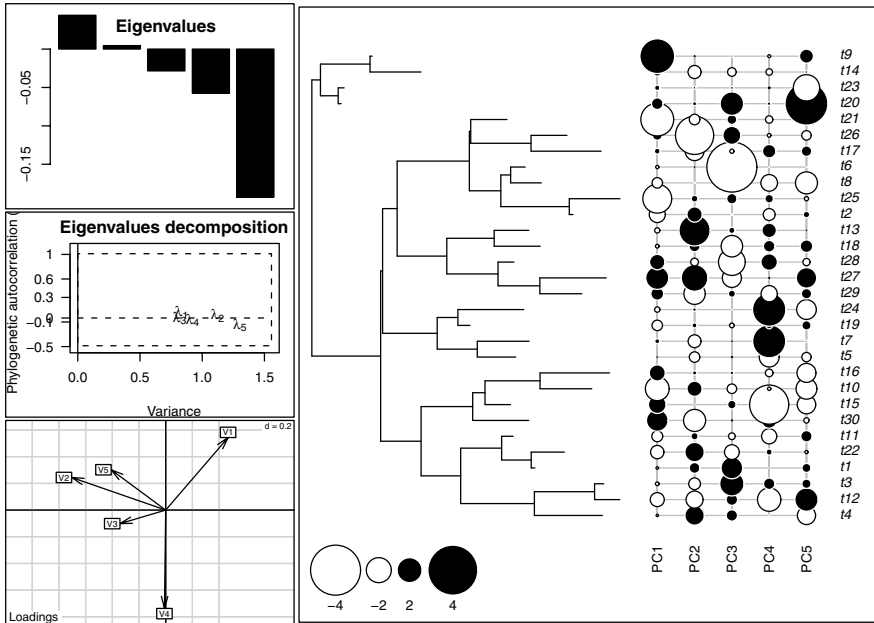 Eigenvalues
−0.05
−0.15
Eigenvalues decomposition
Phylogenetic autocorrelation (
1
0.6
0.3
0
−0.1
−0.5
λ1
λ2
λ3
λ4
λ5
0.0
0.5
1.0
1.5
Variance
d = 0.2
V1
V5
V2
V3
V4
Loadings
t9
t14
t23
t20
t21
t26
t17
t6
t8
t25
t2
t13
t18
t28
t27
t29
t24
t19
t7
t5
t16
t10
t15
t30
t11
t22
t1
t3
t12
t4
PC1
PC2
PC3
PC4
PC5
−4
−2
2
4